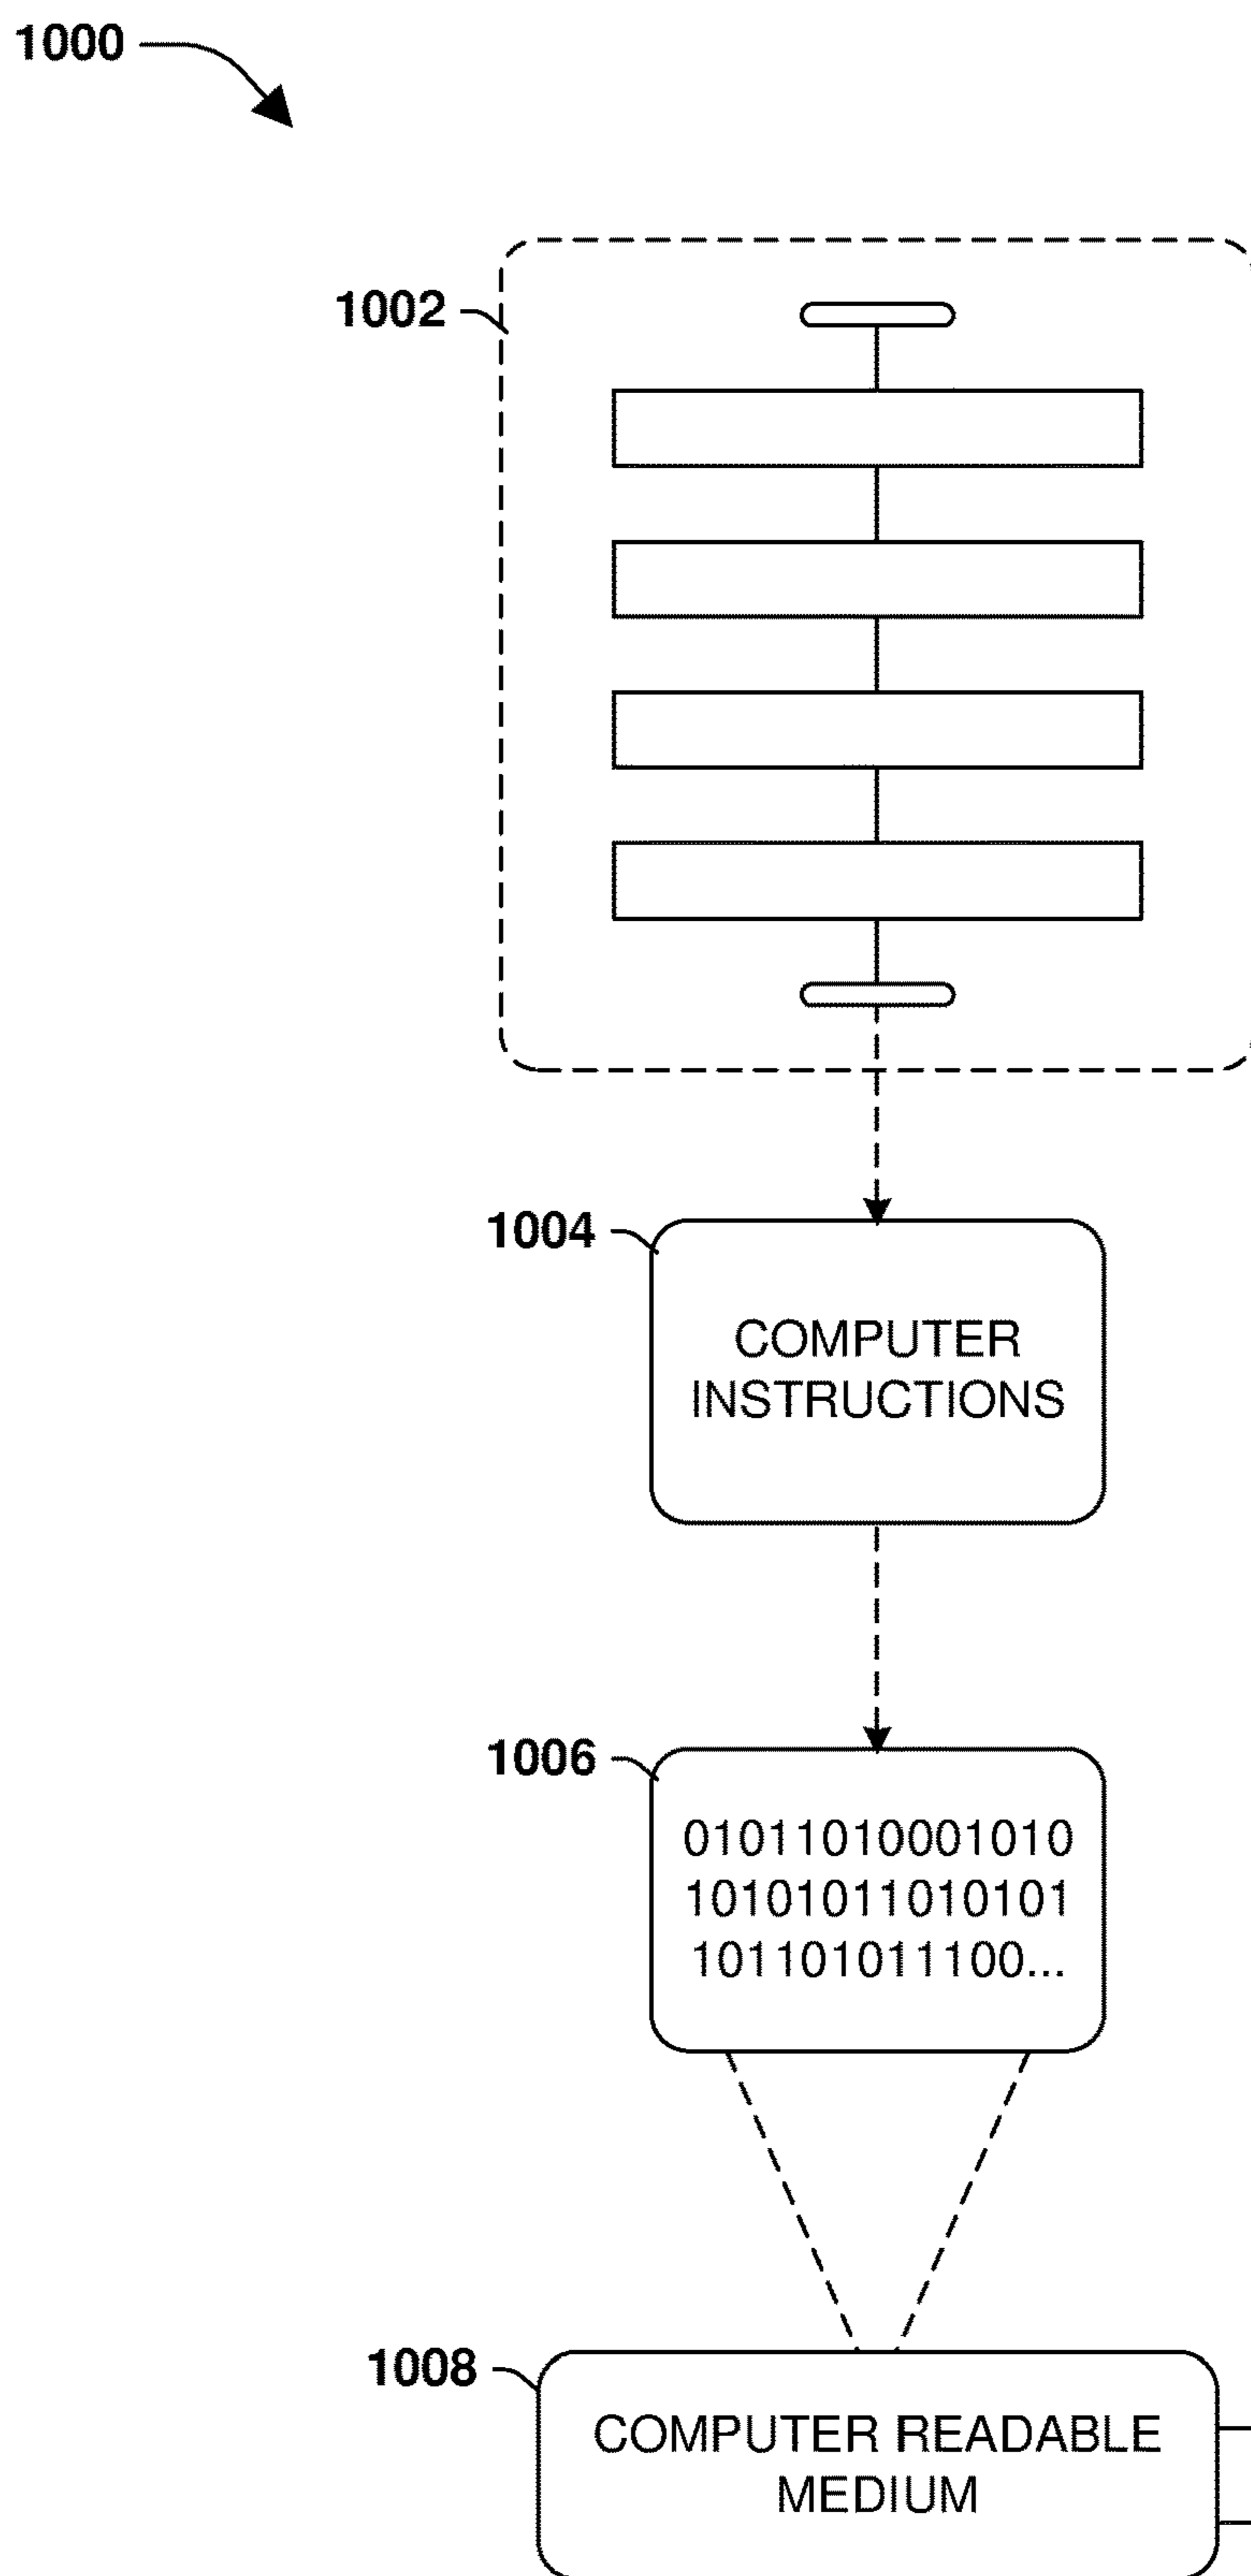 1000
1002
1004
COMPUTER
INSTRUCTIONS
1006
01011010001010
10101011010101
101101011100...
1008
COMPUTER READABLE
MEDIUM